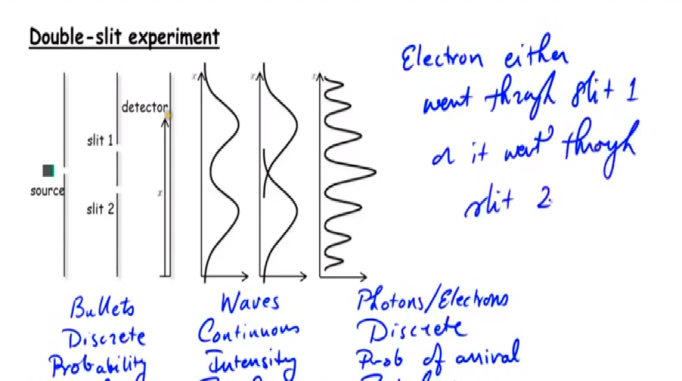 Double-slit experiment
Electron either
went through slit 1
or it went through
slit 2
x
x
x
detector
slit 1
source
x
slit 2
Bullets
Waves
Photons/Electrons
Discrete
Continuous
Discrete
Probability
Intensity
Prob of arrival